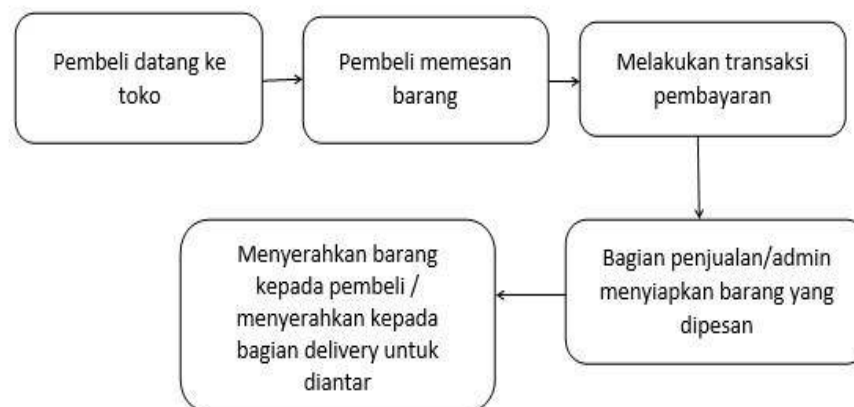 Pembeli datang ke
toko
Pembeli memesan
barang
Melakukan transaksi
pembayaran
Bagian penjualan/admin
menyiapkan barang yang
dipesan
Menyerahkan barang
kepada pembeli /
menyerahkan kepada
bagian delivery untuk
diantar